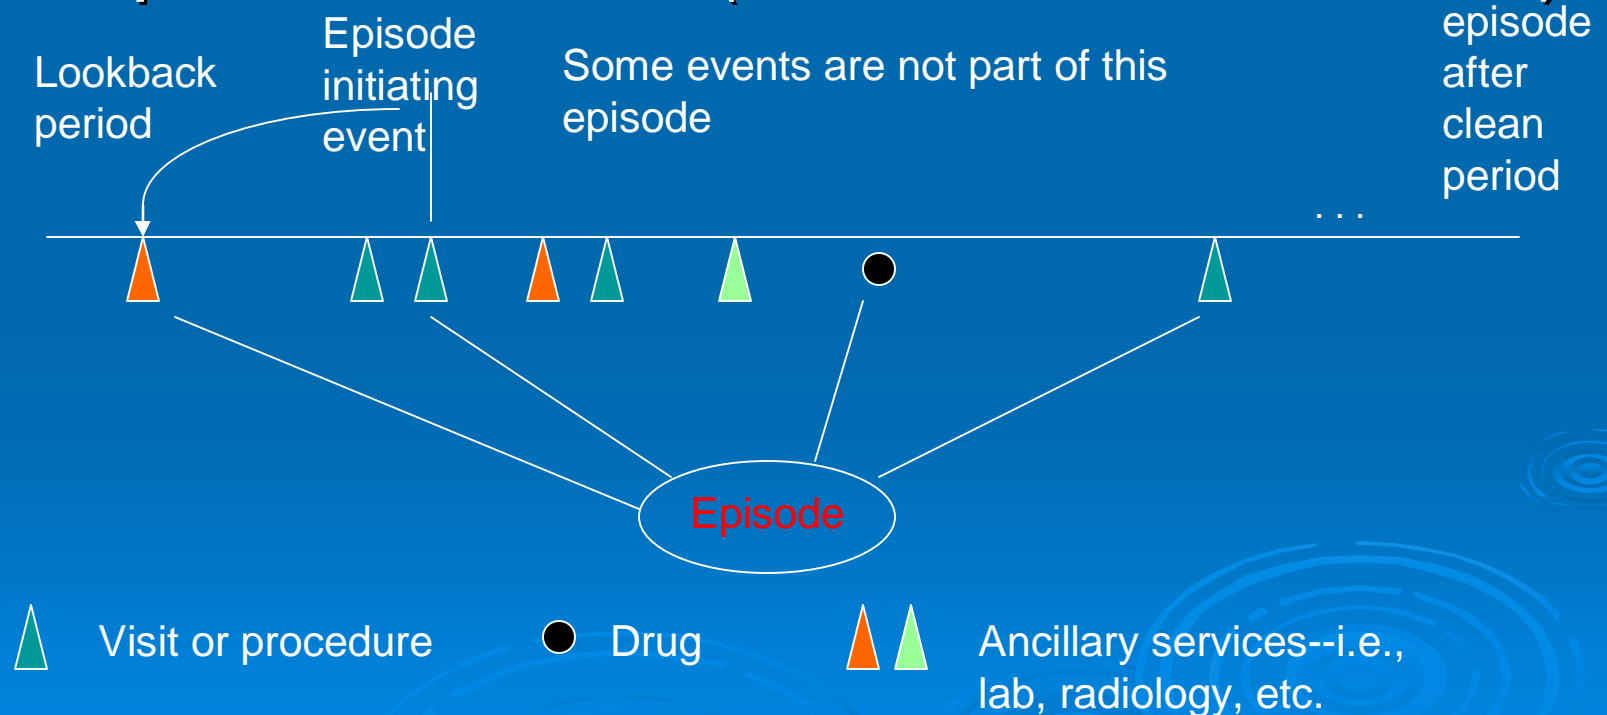 Lookback
period
Episode
initiating
event
Some events are not part of this
episode
episode
after
clean
period
. . .
Episode
Visit or procedure
Drug
Ancillary services--i.e.,
lab, radiology, etc.